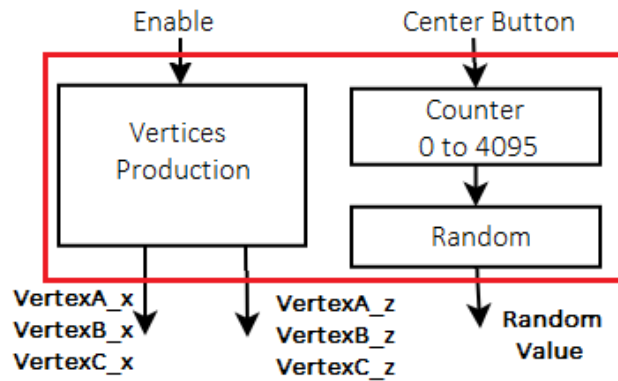 Enable
Center Button
Vertices
Production
Counter
0 to 4095
Random
VertexA_x
VertexB_x
VertexC_x
VertexA_z
VertexB_z
VertexC_z
Random
Value